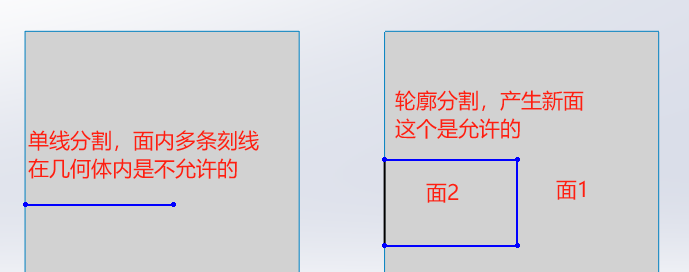 单线分割，面内多条刻线
在几何体内是不允许的
轮廓分割，产生新面
这个是允许的
面2
面1